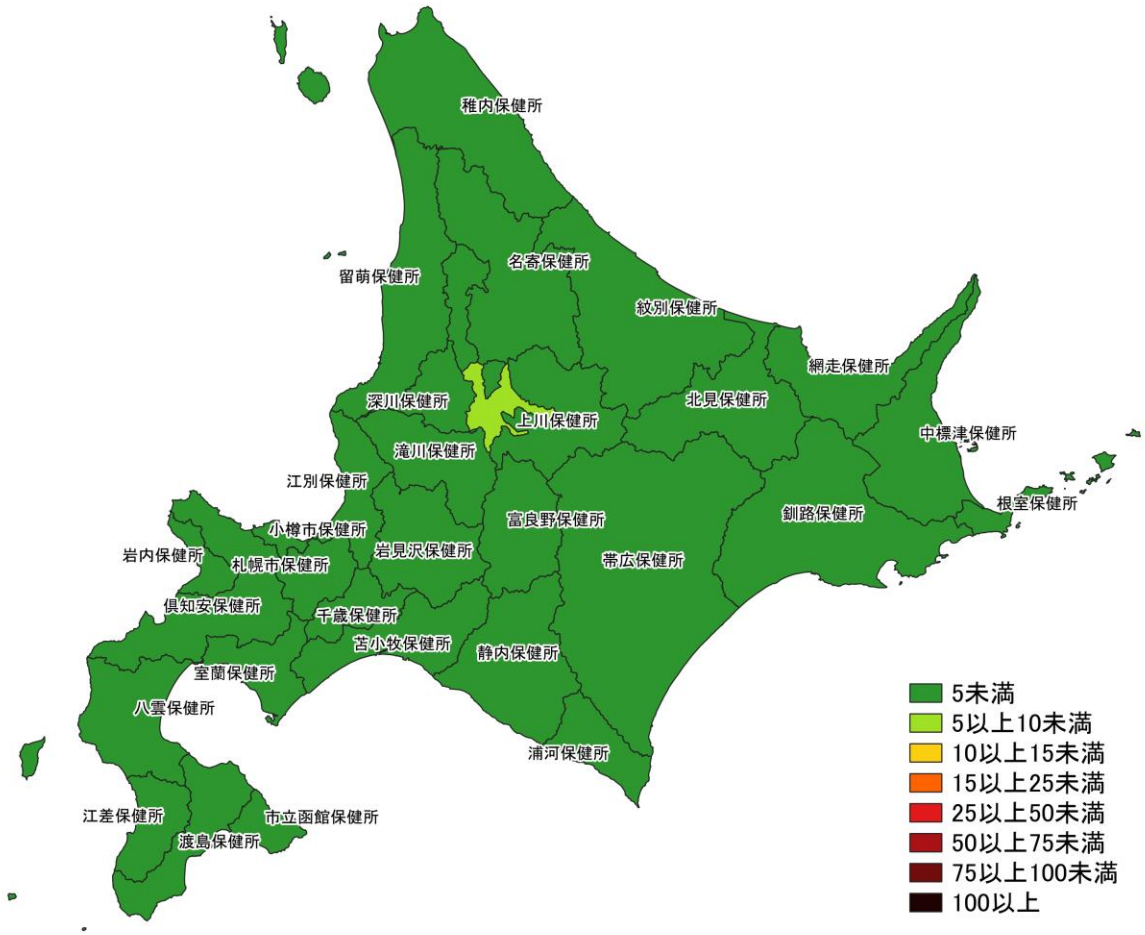 稚内保健所
名寄保健所
留萌保健所
紋別保健所
網走保健所
深川保健所
北見保健所
上川保健所
中標津保健所
滝川保健所
江別保健所
根室保健所
釧路保健所
富良野保健所
小樽市保健所
岩見沢保健所
岩内保健所
札幌市保健所
帯広保健所
倶知安保健所
千歳保健所
苫小牧保健所
静内保健所
室蘭保健所
八雲保健所
浦河保健所
江差保健所
市立函館保健所
渡島保健所
5未満
5以上10未満
10以上15未満
15以上25未満
25以上50未満
50以上75未満
75以上100未満
100以上